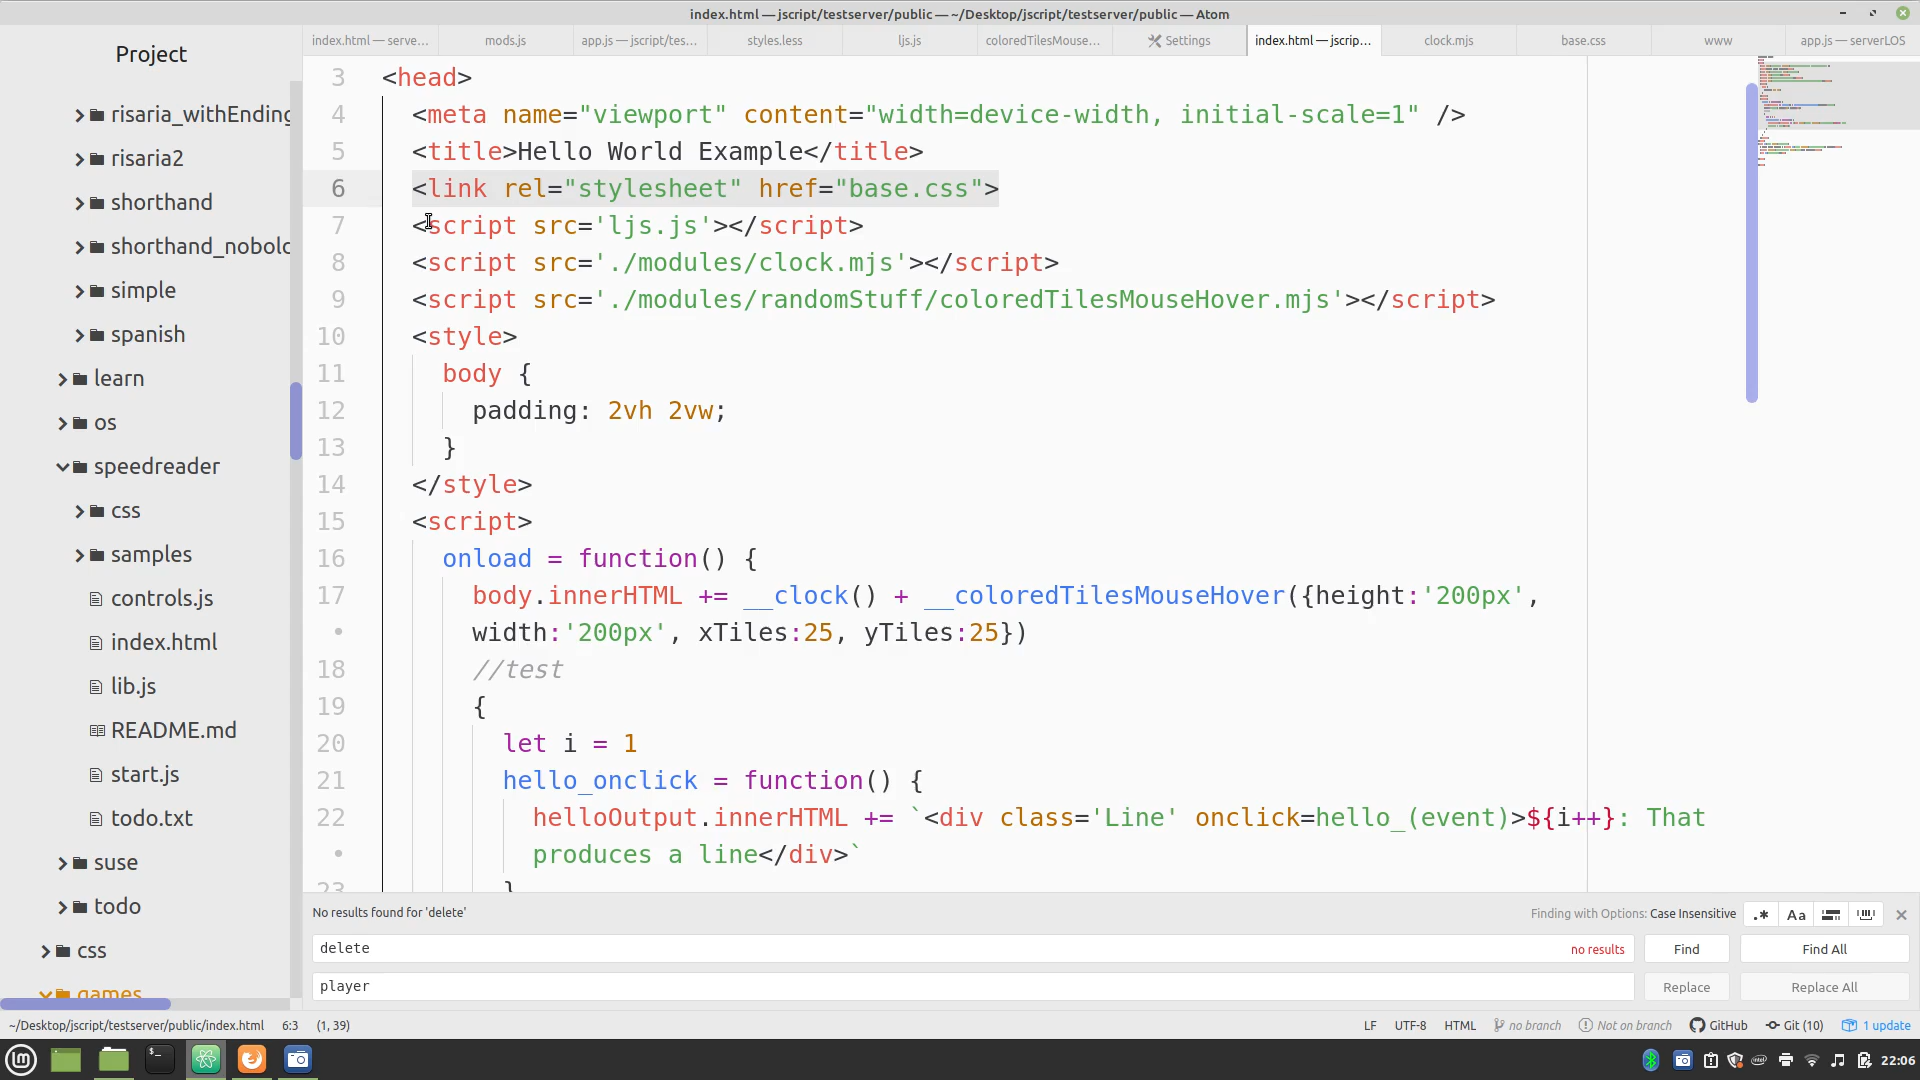 index.html — jscript/testserver/public — ~/Desktop/jscript/testserver/public — Atom
Project
index.html — serve...
mods.js
app.js — jscript/tes...
styles.less
ljs.js
coloredTilesMouse...
Settings
index.html — jscrip...
clock.mjs
base.css
www
app.js — serverLOS
risaria_withEnding
risaria2
shorthand
shorthand_nobolc
simple
spanish
learn
os
speedreader
css
samples
controls.js
index.html
lib.js
README.md
start.js
todo.txt
suse
todo
css
games
3 <head>
4 <meta name="viewport" content="width=device-width, initial-scale=1" />
5 <title>Hello World Example</title>
6 <link rel="stylesheet" href="base.css">
7 <script src='ljs.js'></script>
8 <script src='./modules/clock.mjs'></script>
9 <script src='./modules/randomStuff/coloredTilesMouseHover.mjs'></script>
10 <style>
11 body {
12 padding: 2vh 2vw;
13 }
14 </style>
15 <script>
16 onload = function() {
17 body.innerHTML += __clock() + __coloredTilesMouseHover({height:'200px',
• width:'200px', xTiles:25, yTiles:25})
18 //test
19 {
20 let i = 1
21 hello_onclick = function() {
22 helloOutput.innerHTML += `<div class='Line' onclick=hello_(event)>${i++}: That
• produces a line</div>`
23 }
No results found for 'delete'
Finding with Options: Case Insensitive
.* Aa
delete
no results
Find
Find All
player
Replace
Replace All
~/Desktop/jscript/testserver/public/index.html 6:3 (1, 39)
LF UTF-8 HTML no branch Not on branch GitHub Git (10) 1 update
22:06